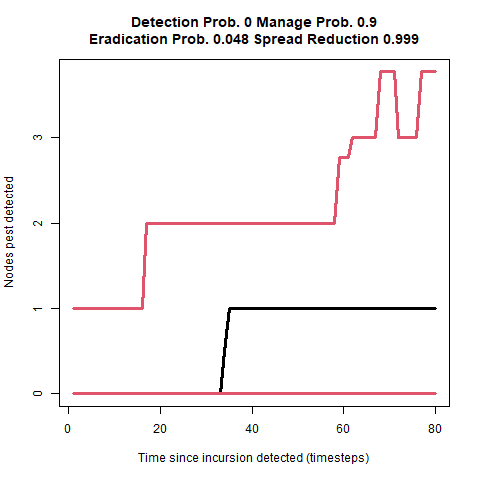 Detection Prob. 0 Manage Prob. 0.9
Eradication Prob. 0.048 Spread Reduction 0.999
Nodes pest detected
3
2
1
0
0 20 40 60 80
Time since incursion detected (timesteps)